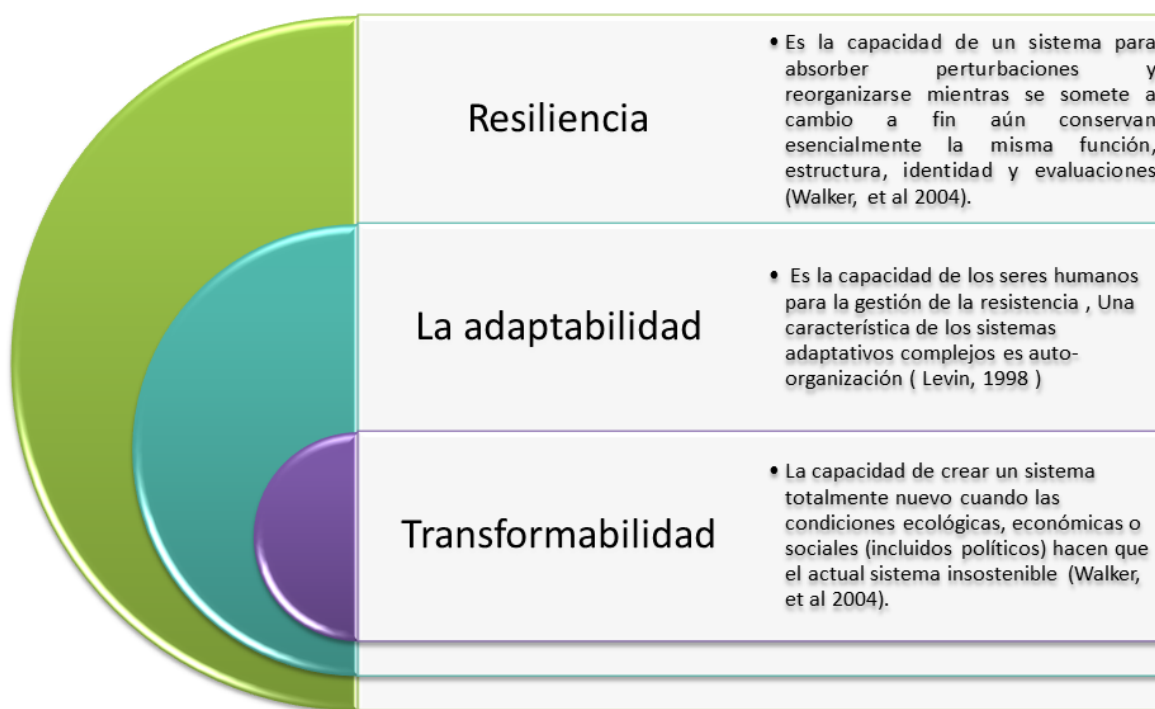 Resiliencia
• Es la capacidad de un sistema para
absorber perturbaciones y
reorganizarse mientras se somete a
cambio a fin aún conservan
esencialmente la misma función,
estructura, identidad y evaluaciones
(Walker, et al 2004).
La adaptabilidad
• Es la capacidad de los seres humanos
para la gestión de la resistencia , Una
característica de los sistemas
adaptativos complejos es auto-
organización ( Levin, 1998 )
Transformabilidad
• La capacidad de crear un sistema
totalmente nuevo cuando las
condiciones ecológicas, económicas o
sociales (incluidos políticos) hacen que
el actual sistema insostenible (Walker,
et al 2004).